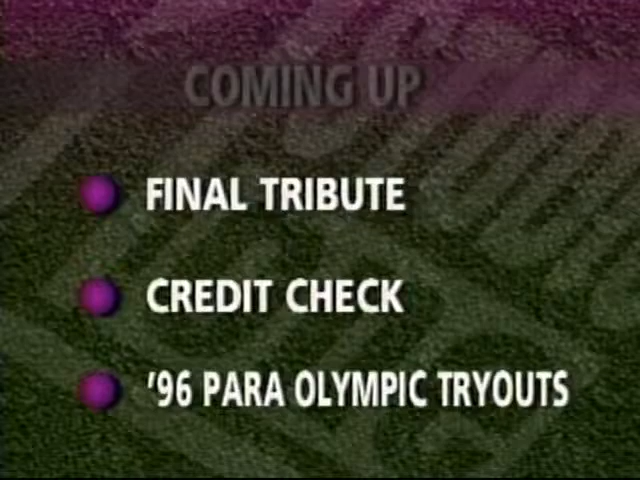 COMING UP
FINAL TRIBUTE
CREDIT CHECK
'96 PARA OLYMPIC TRYOUTS